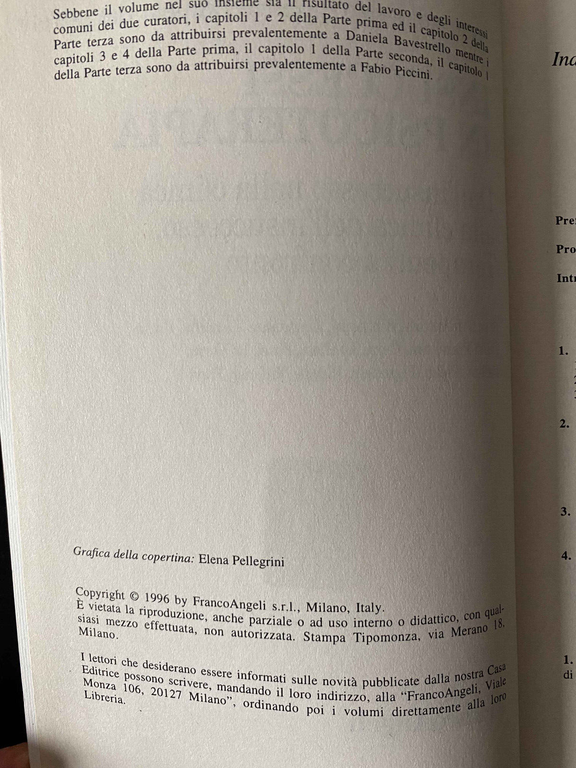 Sebbene il volume nel suo insieme sia il risultato del lavoro e degli interessi
comuni dei due curatori, i capitoli 1 e 2 della Parte prima ed il capitolo 2 della
Parte terza sono da attribuirsi prevalentemente a Daniela Bavestrello mentre i
capitoli 3 e 4 della Parte prima, il capitolo 1 della Parte seconda, il capitolo 1
della Parte terza sono da attribuirsi prevalentemente a Fabio Piccini.
Grafica della copertina: Elena Pellegrini
Copyright © 1996 by FrancoAngeli s.r.l., Milano, Italy.
È vietata la riproduzione, anche parziale o ad uso interno o didattico, con qual-
siasi mezzo effettuata, non autorizzata. Stampa Tipomonza, via Merano 18,
Milano.
I lettori che desiderano essere informati sulle novità pubblicate dalla nostra Casa
Editrice possono scrivere, mandando il loro indirizzo, alla "FrancoAngeli, Viale
Monza 106, 20127 Milano", ordinando poi i volumi direttamente alla loro
Libreria.
Ind
Pre
Pro
Intr
1.
2.
3.
4.
1.
di